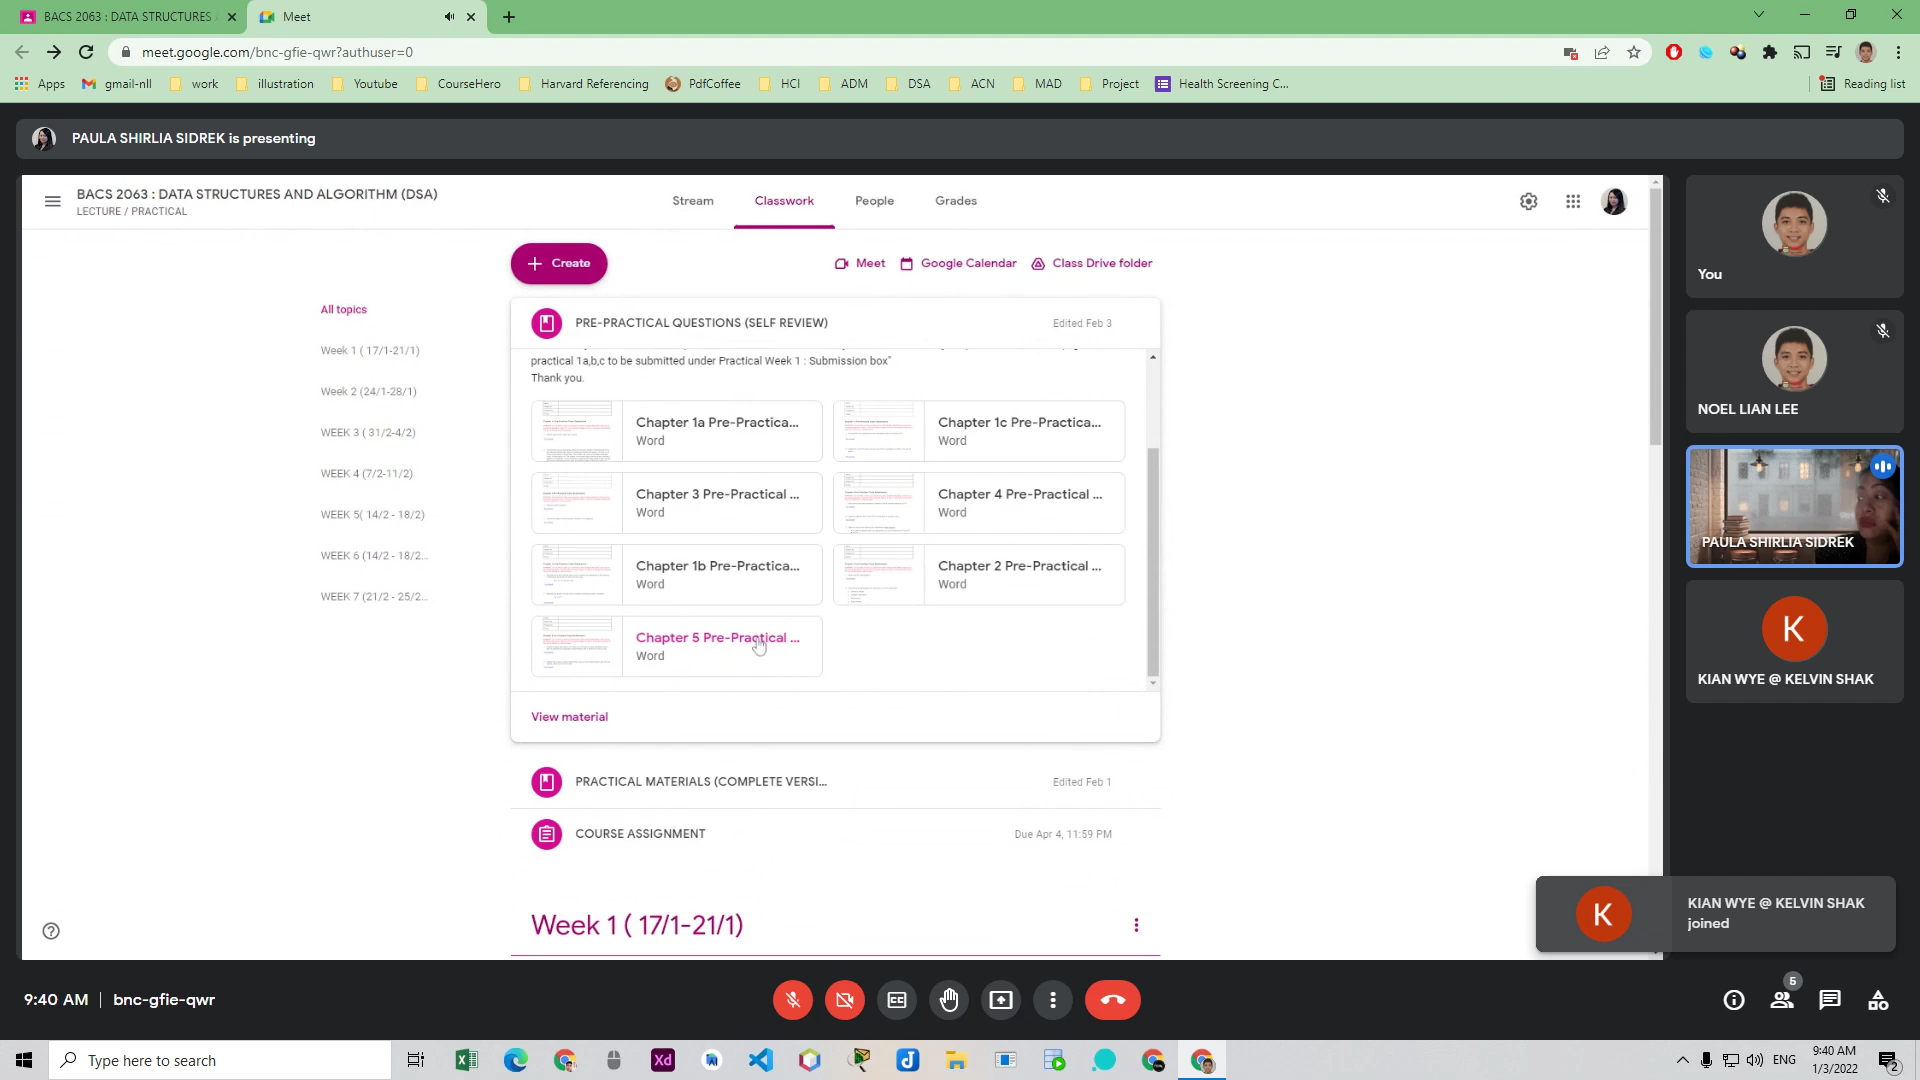 BACS 2063 : DATA STRUCTURES
Meet
meet.google.com/bnc-gfie-qwr?authuser=0
Apps
gmail-nll
work
illustration
Youtube
CourseHero
Harvard Referencing
PdfCoffee
HCI
ADM
DSA
ACN
MAD
Project
Health Screening C...
Reading list
PAULA SHIRLIA SIDREK is presenting
BACS 2063 : DATA STRUCTURES AND ALGORITHM (DSA)
LECTURE / PRACTICAL
Stream
Classwork
People
Grades
Create
Meet
Google Calendar
Class Drive folder
All topics
Week 1 ( 17/1-21/1)
Week 2 (24/1-28/1)
WEEK 3 ( 31/2-4/2)
WEEK 4 (7/2-11/2)
WEEK 5( 14/2 - 18/2)
WEEK 6 (14/2 - 18/2...
WEEK 7 (21/2 - 25/2...
PRE-PRACTICAL QUESTIONS (SELF REVIEW)
Edited Feb 3
practical 1a,b,c to be submitted under Practical Week 1 : Submission box"
Thank you.
Chapter 1a Pre-Practica...
Word
Chapter 1c Pre-Practica...
Word
Chapter 3 Pre-Practical ...
Word
Chapter 4 Pre-Practical ...
Word
Chapter 1b Pre-Practica...
Word
Chapter 2 Pre-Practical ...
Word
Chapter 5 Pre-Practical ...
Word
View material
PRACTICAL MATERIALS (COMPLETE VERSI...
Edited Feb 1
COURSE ASSIGNMENT
Due Apr 4, 11:59 PM
Week 1 ( 17/1-21/1)
You
NOEL LIAN LEE
PAULA SHIRLIA SIDREK
K
KIAN WYE @ KELVIN SHAK
K
KIAN WYE @ KELVIN SHAK
joined
9:40 AM | bnc-gfie-qwr
5
Type here to search
ENG
9:40 AM
1/3/2022
2